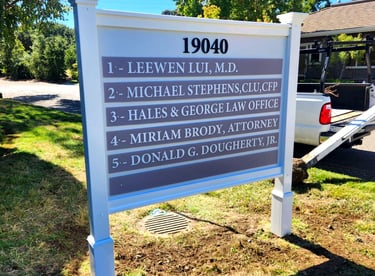 19040
1 - LEEWEN LUI, M.D.
2 - MICHAEL STEPHENS,CLU,CFP
3 - HALES & GEORGE LAW OFFICE
4 - MIRIAM BRODY, ATTORNEY
5 - DONALD G. DOUGHERTY, JR.